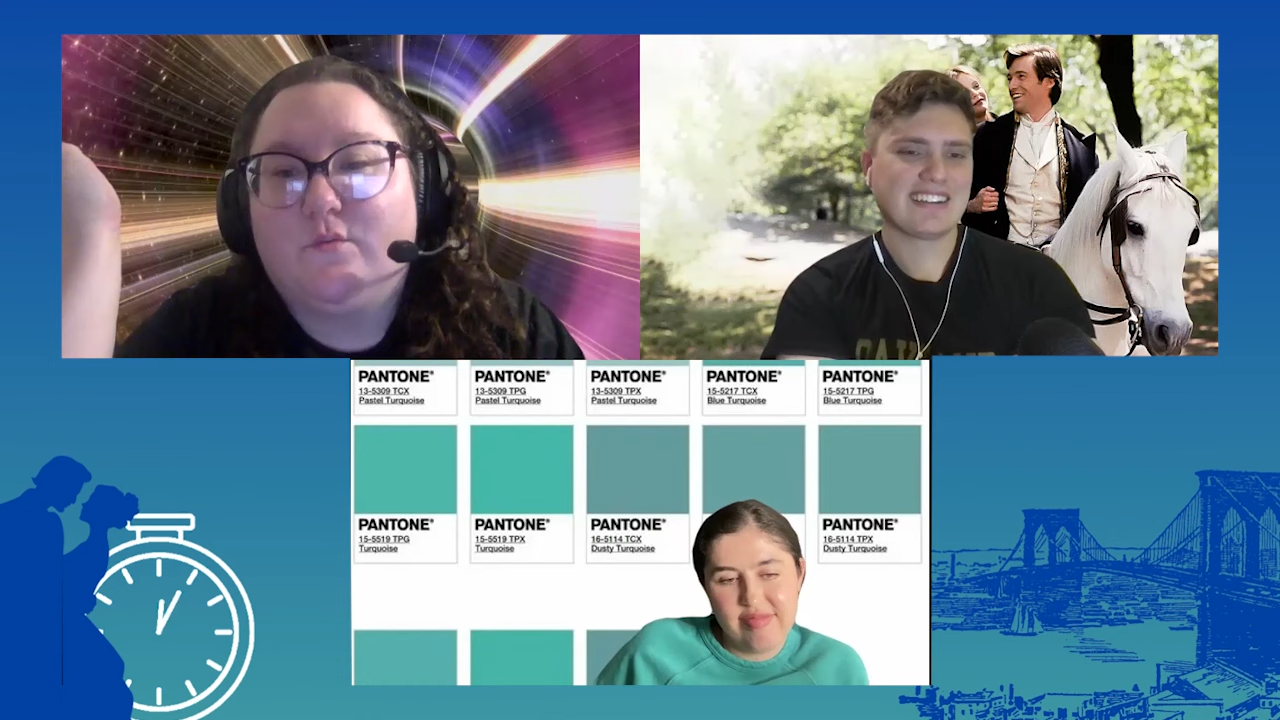 PANTONE®
13-5309 TCX
Pastel Turquoise
PANTONE®
13-5309 TPG
Pastel Turquoise
PANTONE®
13-5309 TPX
Pastel Turquoise
PANTONE®
15-5217 TCX
Blue Turquoise
PANTONE®
15-5217 TPG
Blue Turquoise
PANTONE®
15-5519 TPG
Turquoise
PANTONE®
15-5519 TPX
Turquoise
PANTONE®
16-5114 TCX
Dusty Turquoise
PANTONE®
16-5114 TPX
Dusty Turquoise